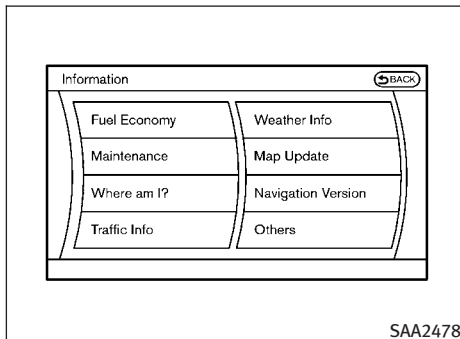 Information
BACK
Fuel Economy
Weather Info
Maintenance
Map Update
Where am I?
Navigation Version
Traffic Info
Others
SAA2478